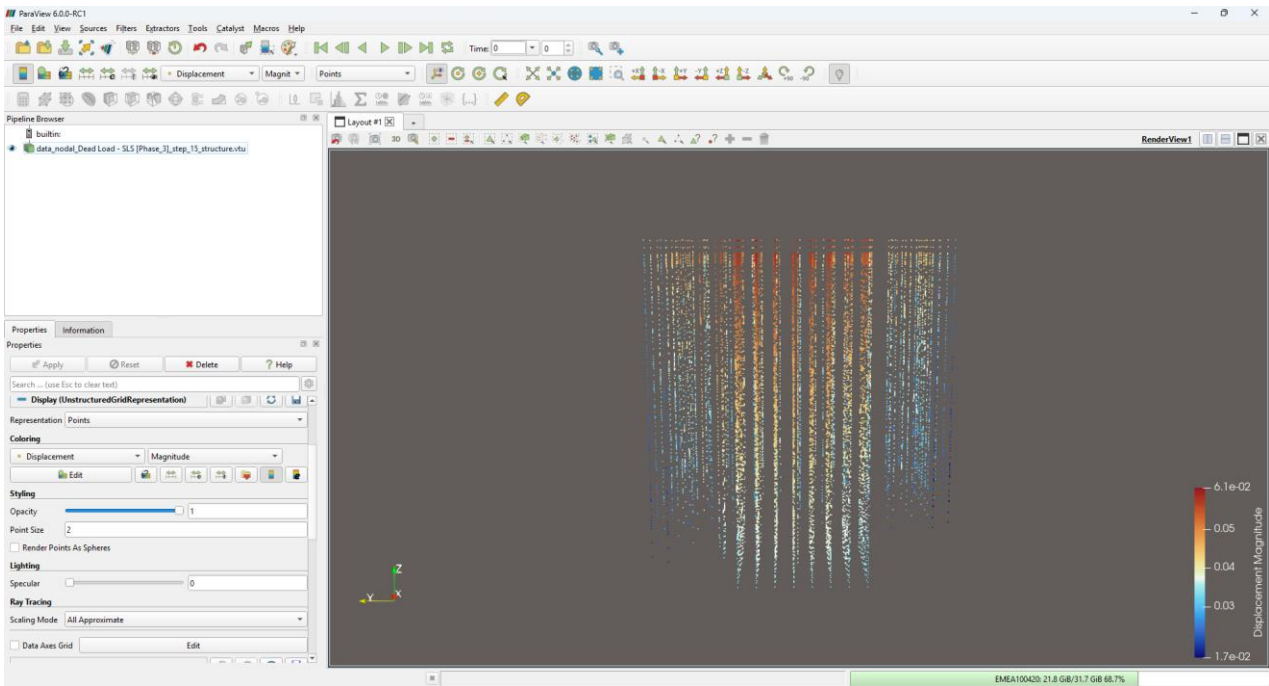 ParaView 6.0.0-RC1
File Edit View Sources Filters Extractors Tools Catalyst Macros Help
Time: 0 0
Displacement Magnit Points
Pipeline Browser
Layout #1
builtin:
3D
RenderView1
data_nodal_Dead Load - SLS [Phase_3]_step_15_structure.vtu
Properties Information
Properties
Apply Reset Delete ? Help
Search ... (use Esc to clear text)
Display (UnstructuredGridRepresentation)
Representation Points
Coloring
Displacement Magnitude
Edit
Styling
Opacity 1
Point Size 2
Render Points As Spheres
Lighting
Specular 0
Ray Tracing
Scaling Mode All Approximate
Data Axes Grid Edit
Z
Y X
6.1e-02
0.05
0.04
0.03
1.7e-02
Displacement Magnitude
EMEA100420: 21.8 GiB/31.7 GiB 68.7%